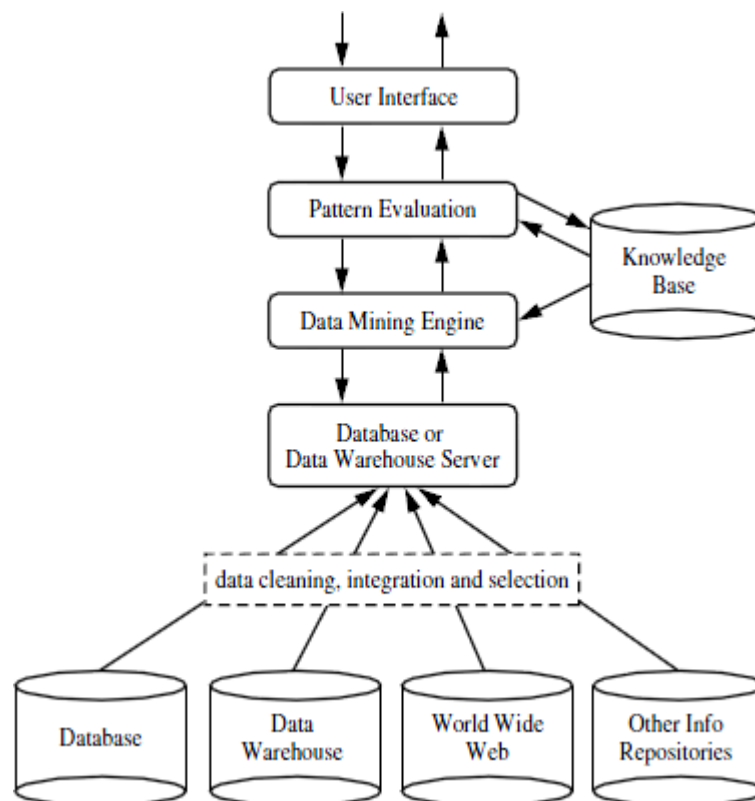 User Interface
Pattern Evaluation
Knowledge
Base
Data Mining Engine
Database or
Data Warehouse Server
data cleaning, integration and selection
Database
Data
Warehouse
World Wide
Web
Other Info
Repositories